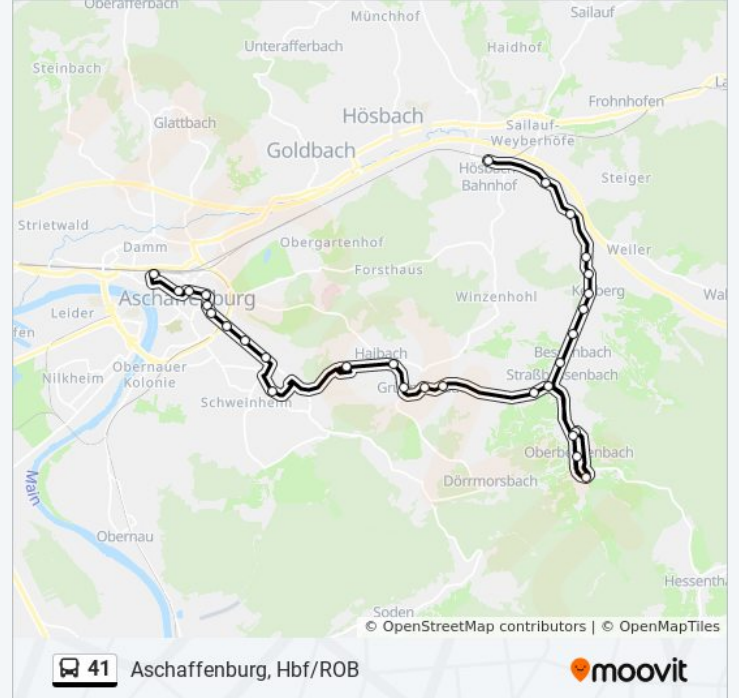 Oberafferbach
Münchhof
Sailauf
Unterafferbach
Haidhof
Steinbach
Frohnhofen
Glattbach
Hösbach
Sailauf-
Weyberhöfe
Goldbach
Hösbach
Bahnhof
Steiger
Strietwald
Damm
Obergartenhof
Weiler
Forsthaus
Aschaffenburg
Winzenhohl
Leider
Haibach
Obernauer
Kolonie
Nilkheim
Straßbessenbach
Schweinheim
Oberbessenbach
Dörrmorsbach
Main
Obernau
Soden
© OpenStreetMap contributors | © OpenMapTiles
41 Aschaffenburg, Hbf/ROB
moovit